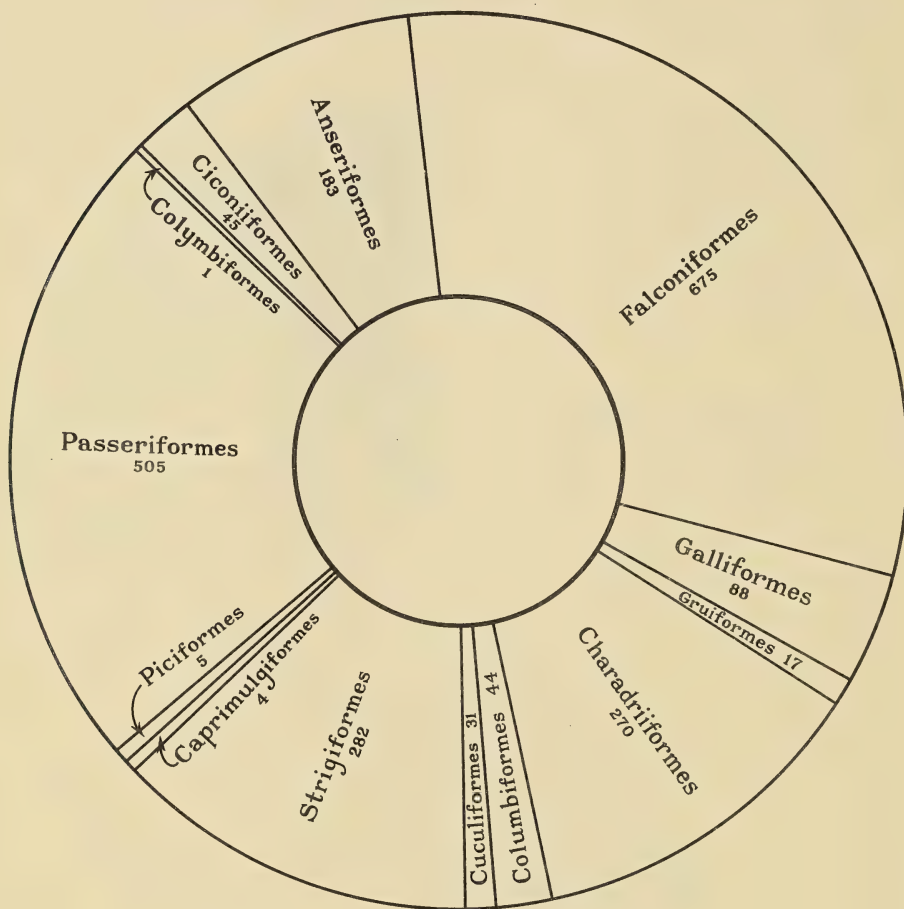 Anseriformes
183
Falconiformes
675
Galliformes
88
Gruiformes 17
Charadriiformes
270
Columbiformes 44
Cuculiformes 31
Strigiformes
282
Caprimulgiformes
4
Piciformes
5
Passeriformes
505
Colymbiformes
1
Ciconiiformes
45